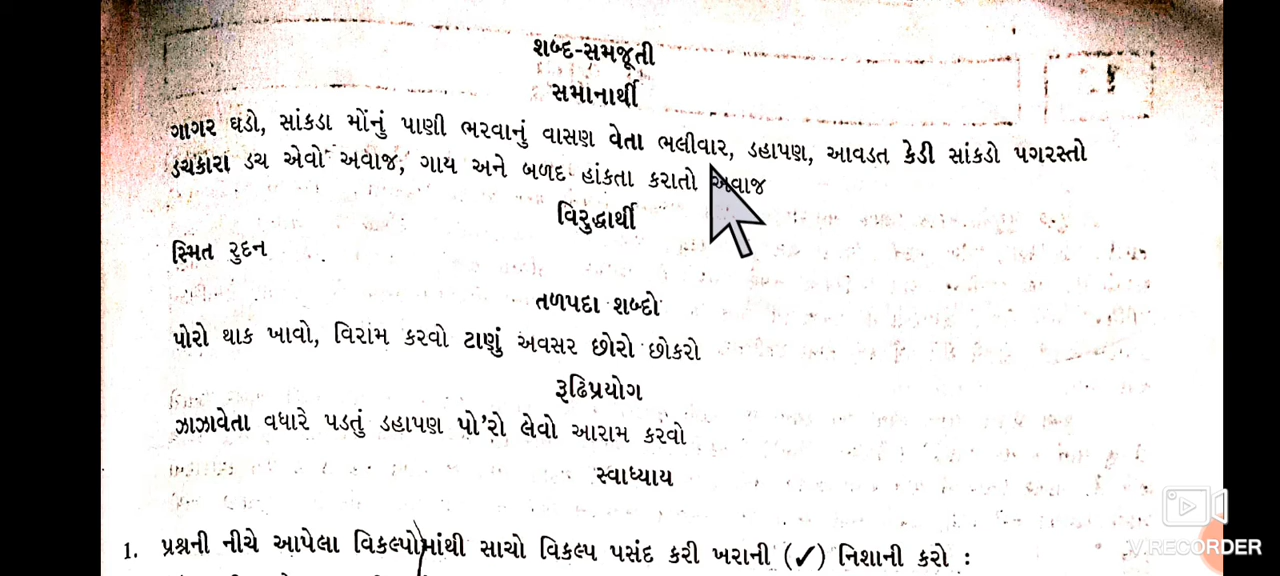 શબ્દ-સમજૂતી
સમાનાર્થી
ગાગર ઘડો, સાંકડા મોંનું પાણી ભરવાનું વાસણ વેતા ભલીવાર, ડહાપણ, આવડત કેડી સાંકડો પગરસ્તો
ડચકારા ડચ એવો અવાજ, ગાય અને બળદ હાંકતા કરાતો અવાજ
વિરુદ્ધાર્થી
સ્મિત રુદન
તળપદા શબ્દો
પોરો થાક ખાવો, વિરામ કરવો ટાણું અવસર છોરો છોકરો
રૂઢિપ્રયોગ
ઝાઝાવેતા વધારે પડતું ડહાપણ પો’રો લેવો આરામ કરવો
સ્વાધ્યાય
1. પ્રશ્નની નીચે આપેલા વિકલ્પોમાંથી સાચો વિકલ્પ પસંદ કરી ખરાની (✓) નિશાની કરો :
V.RECORDER